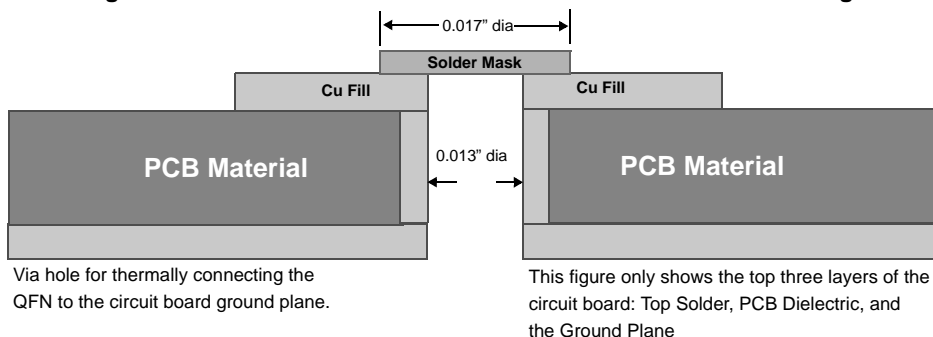 0.017” dia
Solder Mask
Cu Fill
Cu Fill
PCB Material
0.013” dia
PCB Material
Via hole for thermally connecting the
QFN to the circuit board ground plane.
This figure only shows the top three layers of the
circuit board: Top Solder, PCB Dielectric, and
the Ground Plane